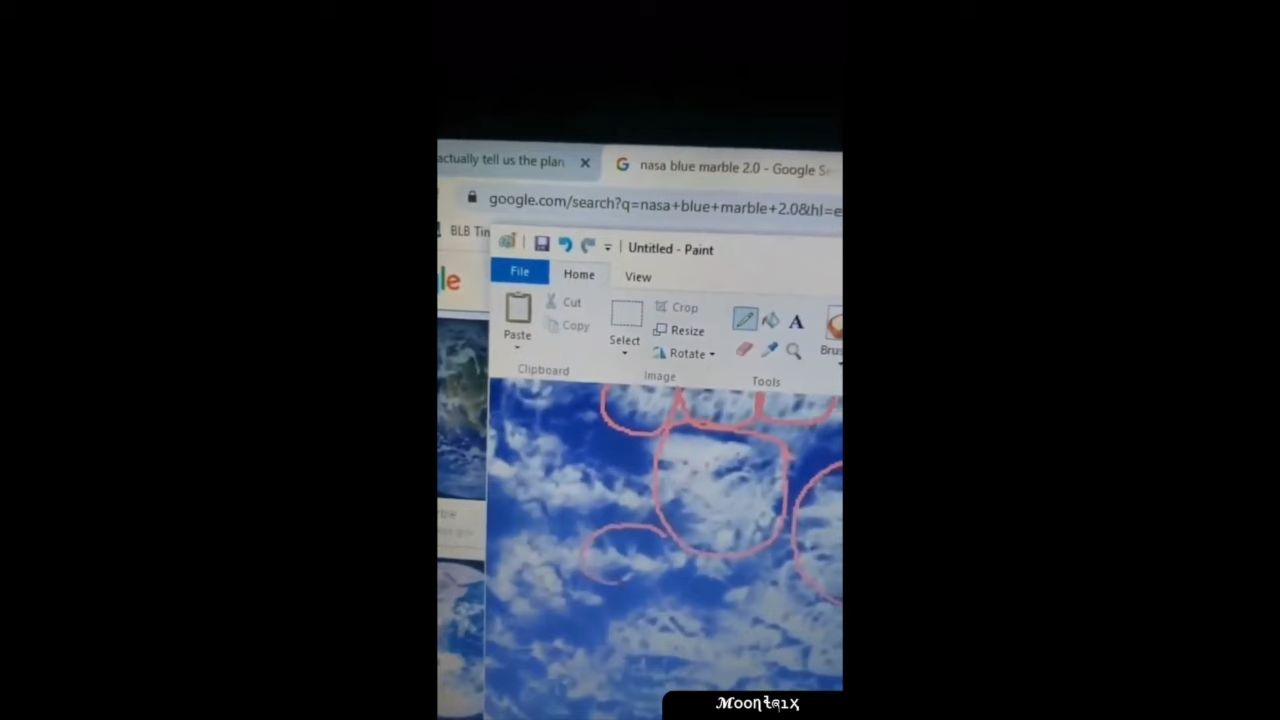 actually tell us the plan
nasa blue marble 2.0 - Google S
google.com/search?q=nasa+blue+marble+2.0&hl=e
BLB Tin
Untitled - Paint
le
File Home View
Paste
Cut
Copy
Clipboard
Select
Crop
Resize
Rotate
Image
A
Tools
Brus
Moontrix